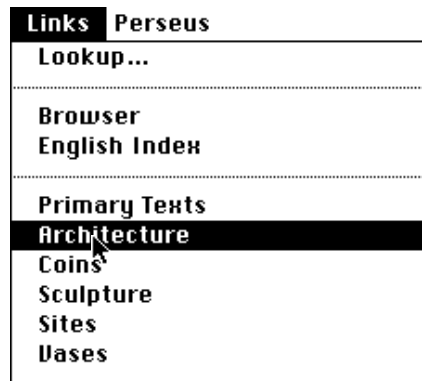 Links Perseus
Lookup...
Browser
English Index
Primary Texts
Architecture
Coins
Sculpture
Sites
Vases